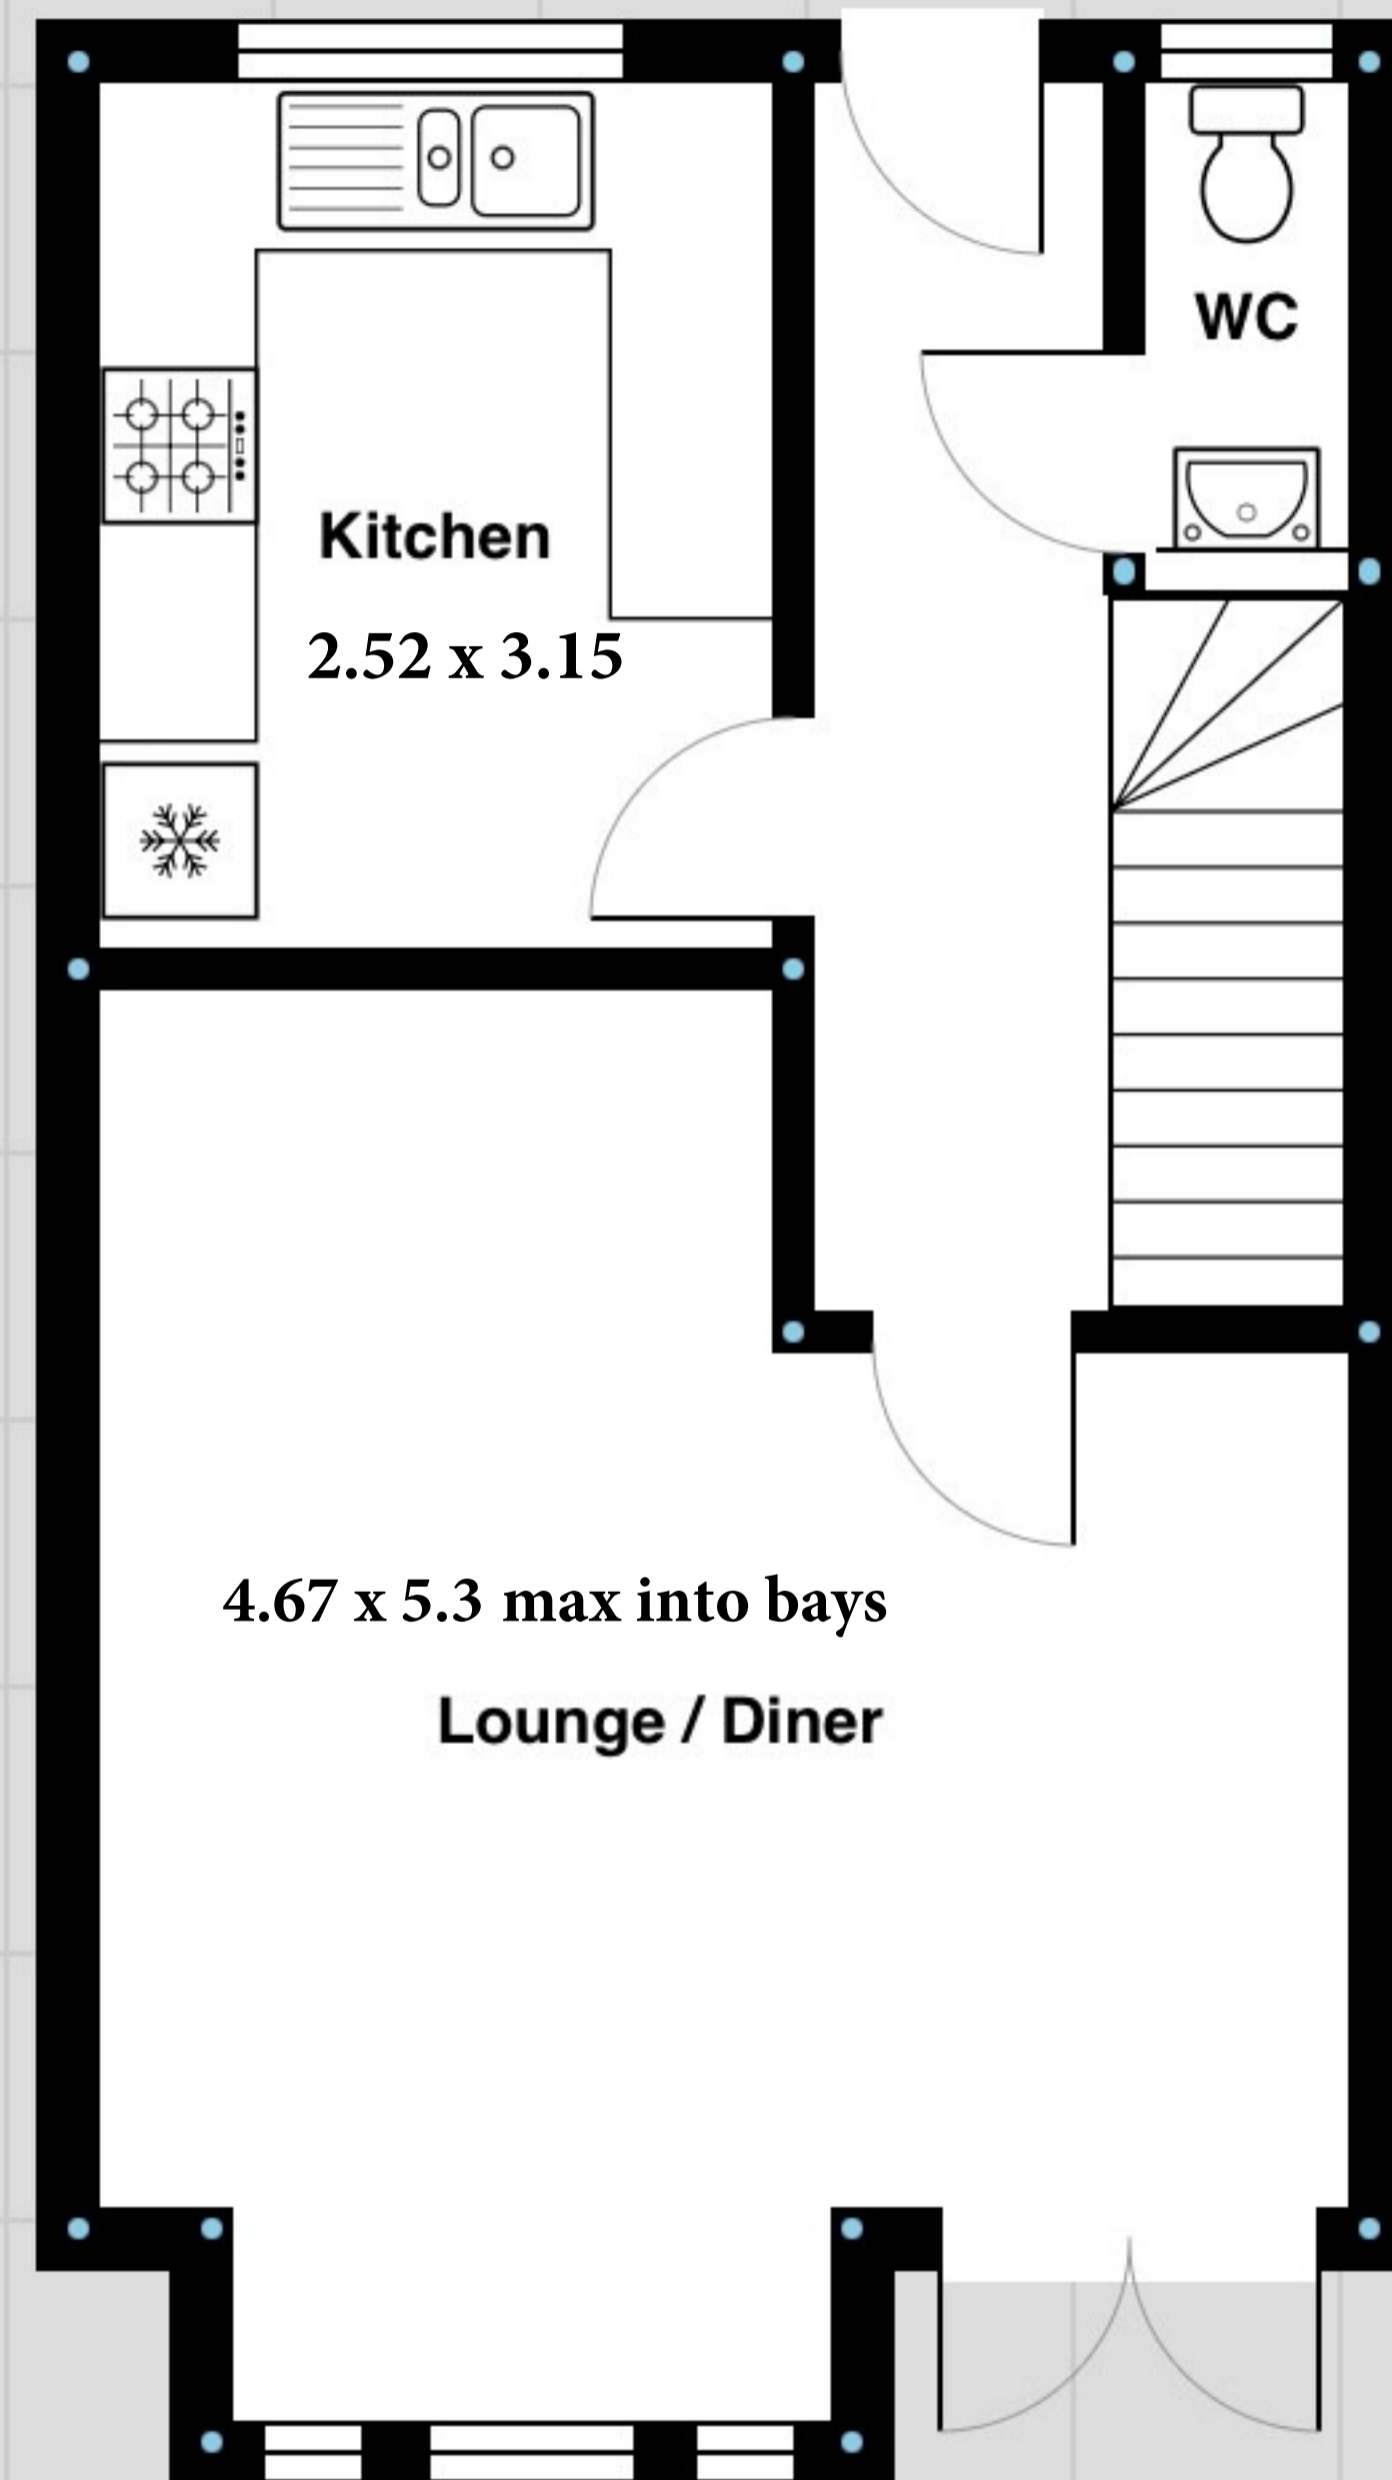 WC
Kitchen
2.52 x 3.15
4.67 x 5.3 max into bays
Lounge / Diner